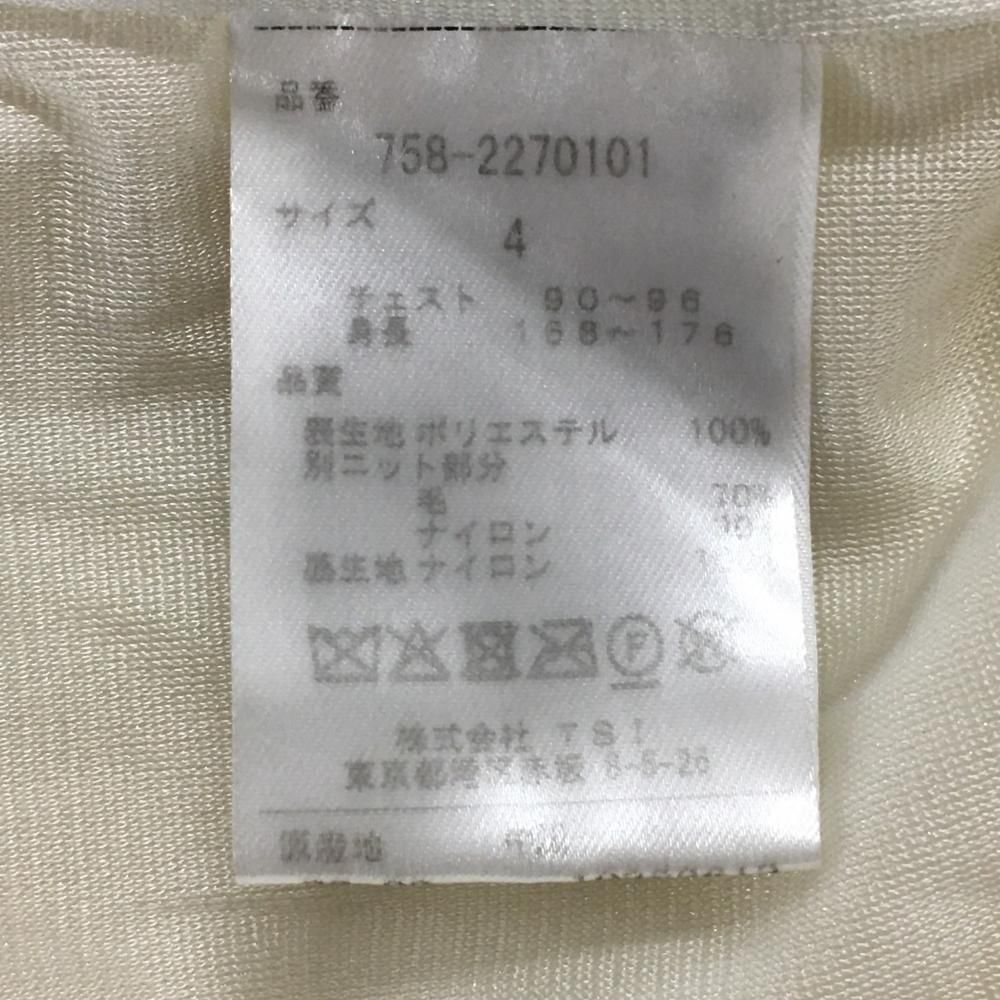 品番
758-2270101
サイズ 4
チェスト 90～96
身長 168～176
品質
表生地 ポリエステル 100%
別ニット部分
毛
ナイロン
裏生地 ナイロン
P
株式会社 TSI
東京都港区赤坂 8-5-26
原産地